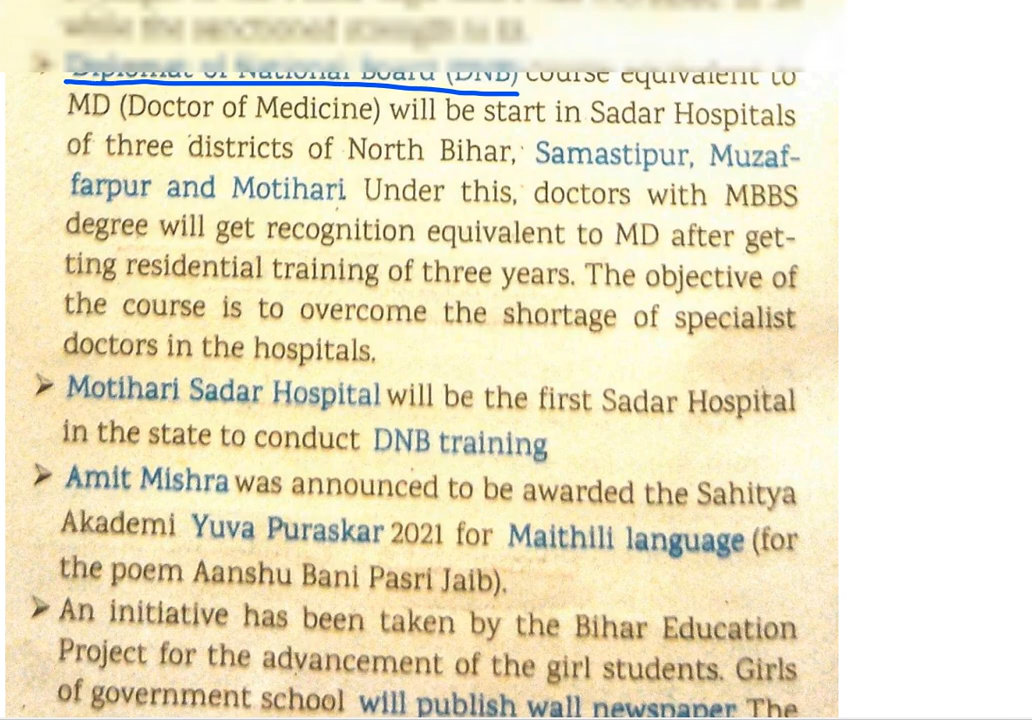 while the sanctioned strength is
➤ Diplomat of National Board (DNB) course equivalent to
MD (Doctor of Medicine) will be start in Sadar Hospitals
of three districts of North Bihar, Samastipur, Muzaf-
farpur and Motihari Under this, doctors with MBBS
degree will get recognition equivalent to MD after get-
ting residential training of three years. The objective of
the course is to overcome the shortage of specialist
doctors in the hospitals.
➤ Motihari Sadar Hospital will be the first Sadar Hospital
in the state to conduct DNB training
➤ Amit Mishra was announced to be awarded the Sahitya
Akademi Yuva Puraskar 2021 for Maithili language (for
the poem Aanshu Bani Pasri Jaib).
➤ An initiative has been taken by the Bihar Education
Project for the advancement of the girl students. Girls
of government school will publish wall newspaper The